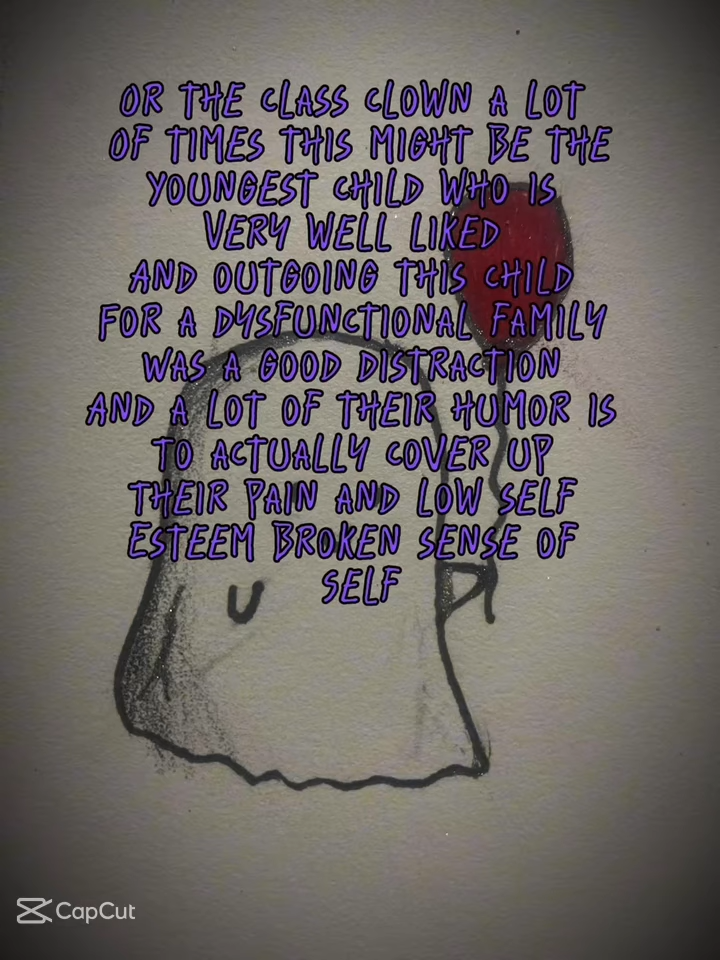 OR THE CLASS CLOWN A LOT
OF TIMES THIS MIGHT BE THE
YOUNGEST CHILD WHO IS
VERY WELL LIKED
AND OUTGOING THIS CHILD
FOR A DYSFUNCTIONAL FAMILY
WAS A GOOD DISTRACTION
AND A LOT OF THEIR HUMOR IS
TO ACTUALLY COVER UP
THEIR PAIN AND LOW SELF
ESTEEM BROKEN SENSE OF
SELF
CapCut